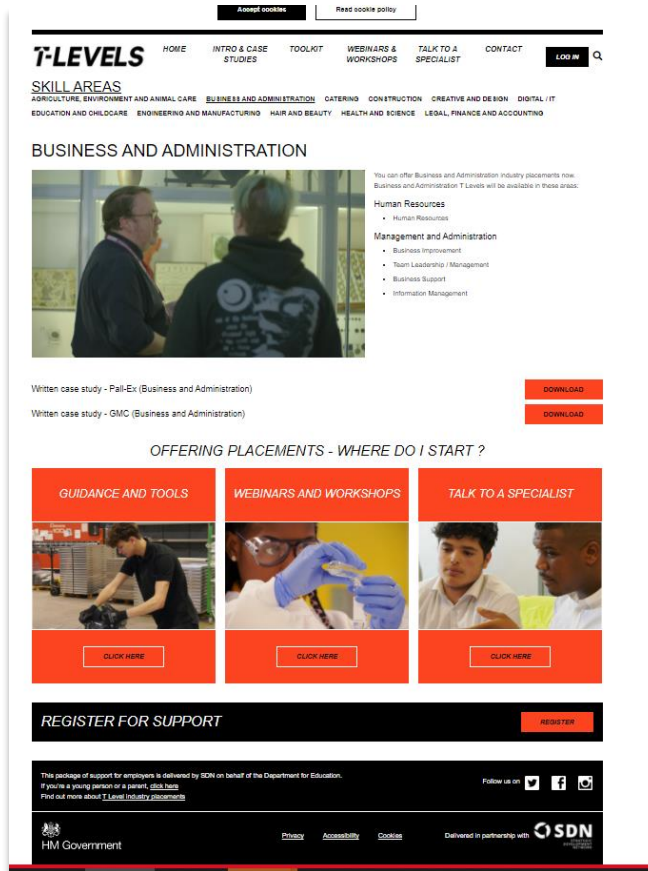 Accept cookies
Read cookie policy
T-LEVELS
HOME
INTRO & CASE STUDIES
TOOLKIT
WEBINARS & WORKSHOPS
TALK TO A SPECIALIST
CONTACT
LOG IN
SKILL AREAS
AGRICULTURE, ENVIRONMENT AND ANIMAL CARE BUSINESS AND ADMINISTRATION CATERING CONSTRUCTION CREATIVE AND DESIGN DIGITAL / IT
EDUCATION AND CHILDCARE ENGINEERING AND MANUFACTURING HAIR AND BEAUTY HEALTH AND SCIENCE LEGAL, FINANCE AND ACCOUNTING
BUSINESS AND ADMINISTRATION
You can offer Business and Administration industry placements now.
Business and Administration T Levels will be available in these areas:
Human Resources
• Human Resources
Management and Administration
• Business Improvement
• Team Leadership / Management
• Business Support
• Information Management
Written case study - Pall-Ex (Business and Administration)
DOWNLOAD
Written case study - GMC (Business and Administration)
DOWNLOAD
OFFERING PLACEMENTS - WHERE DO I START ?
GUIDANCE AND TOOLS
WEBINARS AND WORKSHOPS
TALK TO A SPECIALIST
CLICK HERE
CLICK HERE
CLICK HERE
REGISTER FOR SUPPORT
REGISTER
This package of support for employers is delivered by SDN on behalf of the Department for Education.
If you're a young person or a parent, click here
Find out more about T Level industry placements
Follow us on
HM Government
Privacy
Accessibility
Cookies
Delivered in partnership with
SDN
STRATEGIC
DEVELOPMENT
NETWORK